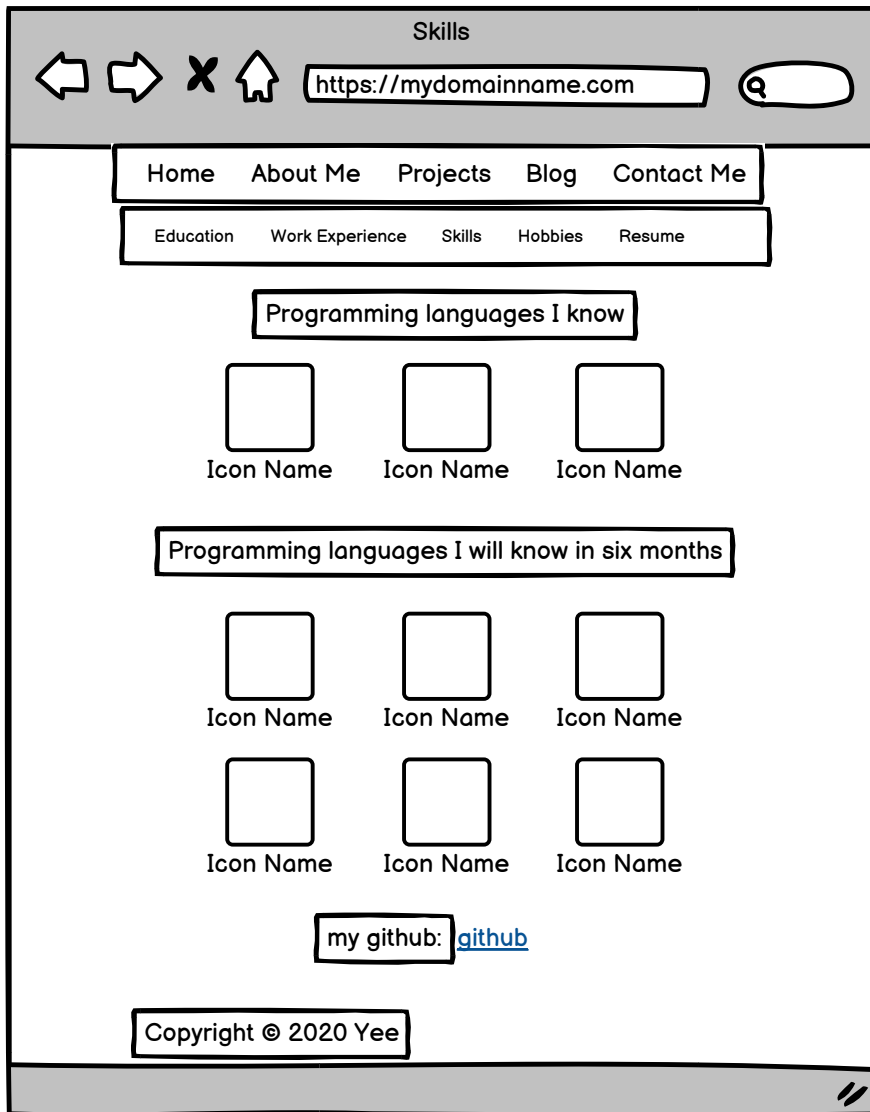 Skills
https://mydomainname.com
Home About Me Projects Blog Contact Me
Education Work Experience Skills Hobbies Resume
Programming languages I know
Icon Name Icon Name Icon Name
Programming languages I will know in six months
Icon Name Icon Name Icon Name
Icon Name Icon Name Icon Name
my github: github
Copyright © 2020 Yee